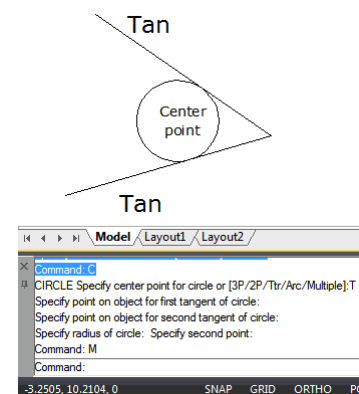 Tan
Center
point
Tan
Model Layout1 Layout2
Command: C
CIRCLE Specify center point for circle or [3P/2P/Ttr/Arc/Multiple]:T
Specify point on object for first tangent of circle:
Specify point on object for second tangent of circle:
Specify radius of circle: Specify second point:
Command: M
Command:
-3.2505, 10.2104, 0 SNAP GRID ORTHO